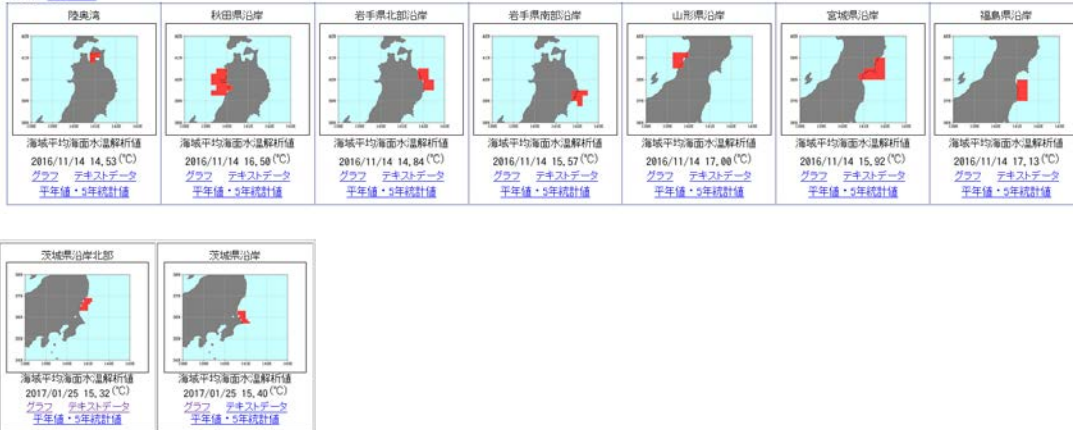 陸奥湾
海域平均海面水温解析値
2016/11/14 14.53(℃)
グラフ テキストデータ
平年値・5年統計値
秋田県沿岸
海域平均海面水温解析値
2016/11/14 16.50(℃)
グラフ テキストデータ
平年値・5年統計値
岩手県北部沿岸
海域平均海面水温解析値
2016/11/14 14.84(℃)
グラフ テキストデータ
平年値・5年統計値
岩手県南部沿岸
海域平均海面水温解析値
2016/11/14 15.57(℃)
グラフ テキストデータ
平年値・5年統計値
山形県沿岸
海域平均海面水温解析値
2016/11/14 17.00(℃)
グラフ テキストデータ
平年値・5年統計値
宮城県沿岸
海域平均海面水温解析値
2016/11/14 15.92(℃)
グラフ テキストデータ
平年値・5年統計値
福島県沿岸
海域平均海面水温解析値
2016/11/14 17.13(℃)
グラフ テキストデータ
平年値・5年統計値
茨城県沿岸北部
海域平均海面水温解析値
2017/01/25 15.32(℃)
グラフ テキストデータ
平年値・5年統計値
茨城県沿岸
海域平均海面水温解析値
2017/01/25 15.40(℃)
グラフ テキストデータ
平年値・5年統計値